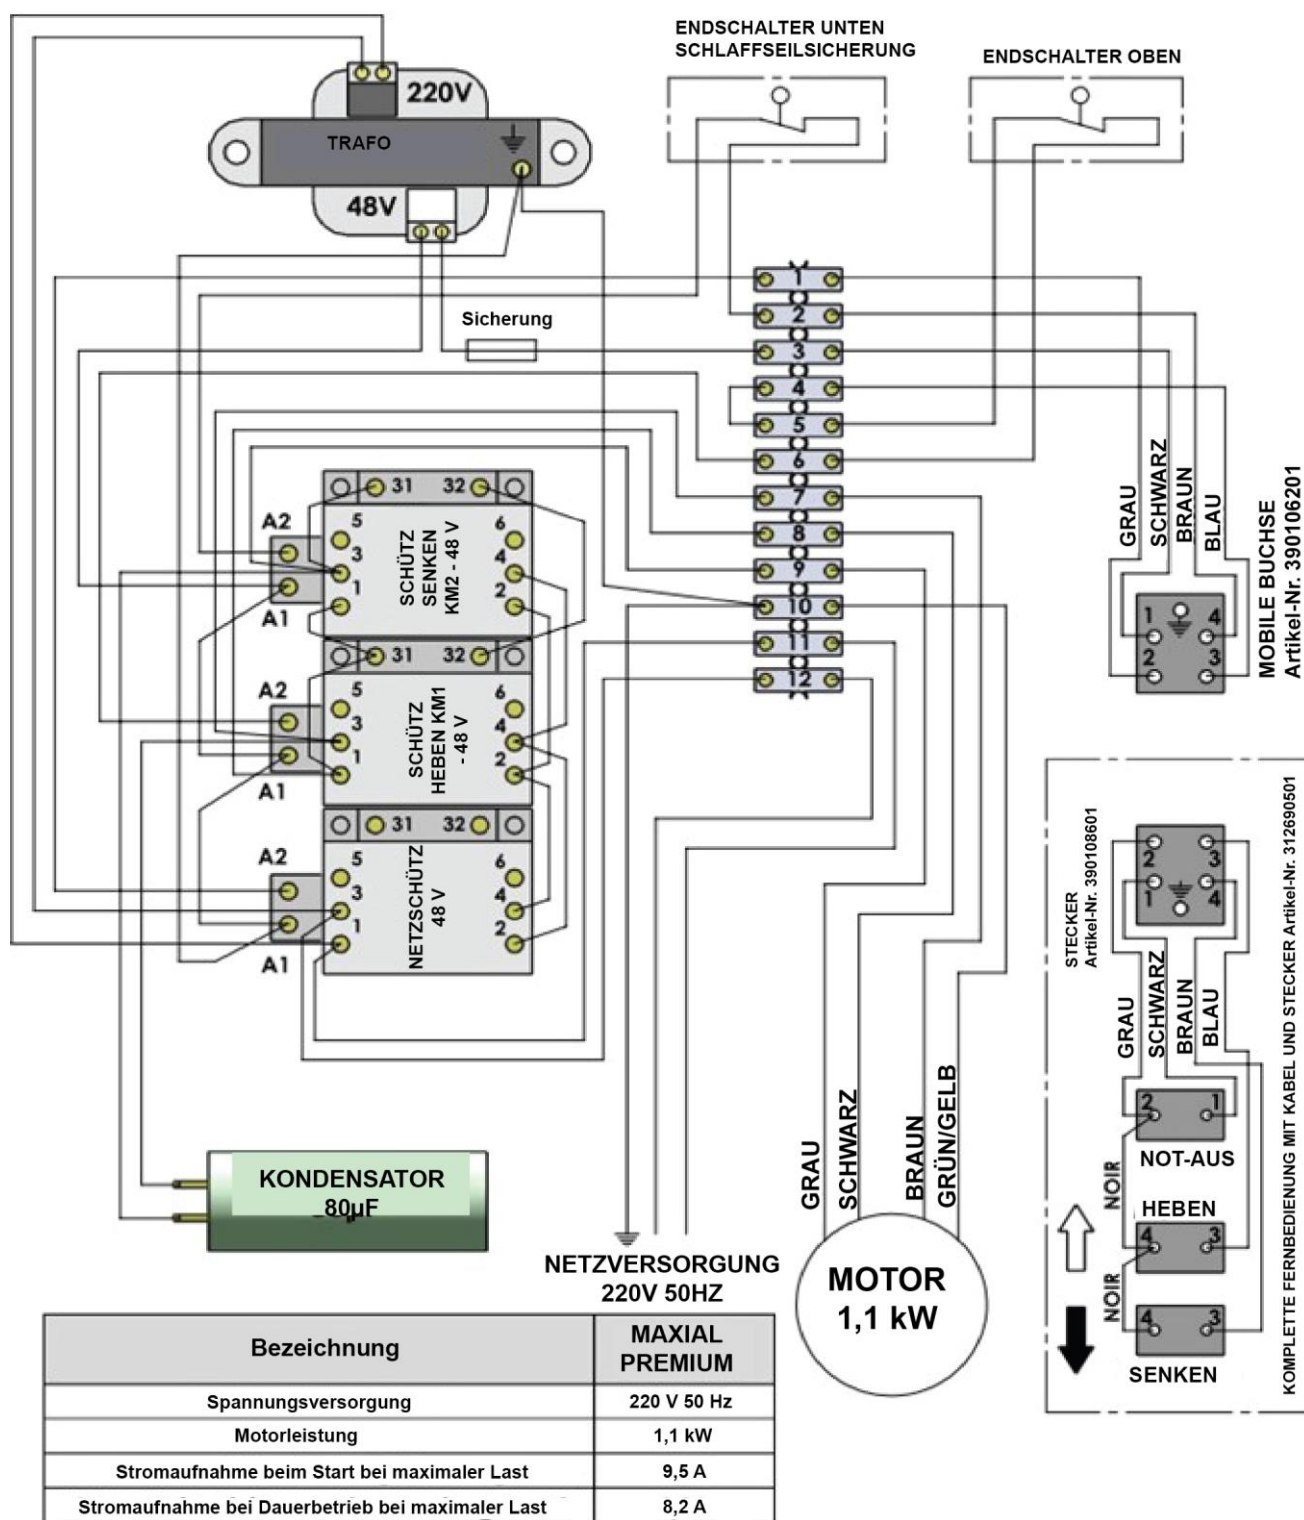 ENDSCHALTER UNTEN
SCHLAFFSEILSICHERUNG
ENDSCHALTER OBEN
220V
TRAFO
48V
Sicherung
1
2
3
4
5
6
7
8
9
10
11
12
GRAU
SCHWARZ
BRAUN
BLAU
1
4
2
3
MOBILE BUCHSE
Artikel-Nr. 390106201
31
32
A2
A1
5
3
1
6
4
2
SCHÜTZ
SENKEN
KM2 - 48 V
31
32
A2
A1
5
3
1
6
4
2
SCHÜTZ
HEBEN KM1
- 48 V
31
32
A2
A1
5
3
1
6
4
2
NETZSCHÜTZ
48 V
KONDENSATOR
80µF
NETZVERSORGUNG
220V 50HZ
GRAU
SCHWARZ
BRAUN
GRÜN/GELB
MOTOR
1,1 kW
STECKER
Artikel-Nr. 390108601
2
3
1
4
GRAU
SCHWARZ
BRAUN
BLAU
2
1
NOT-AUS
NOIR
HEBEN
4
3
NOIR
4
3
SENKEN
KOMPLETTE FERNBEDIENUNG MIT KABEL UND STECKER Artikel-Nr. 312690501
Bezeichnung
MAXIAL
PREMIUM
Spannungsversorgung
220 V 50 Hz
Motorleistung
1,1 kW
Stromaufnahme beim Start bei maximaler Last
9,5 A
Stromaufnahme bei Dauerbetrieb bei maximaler Last
8,2 A